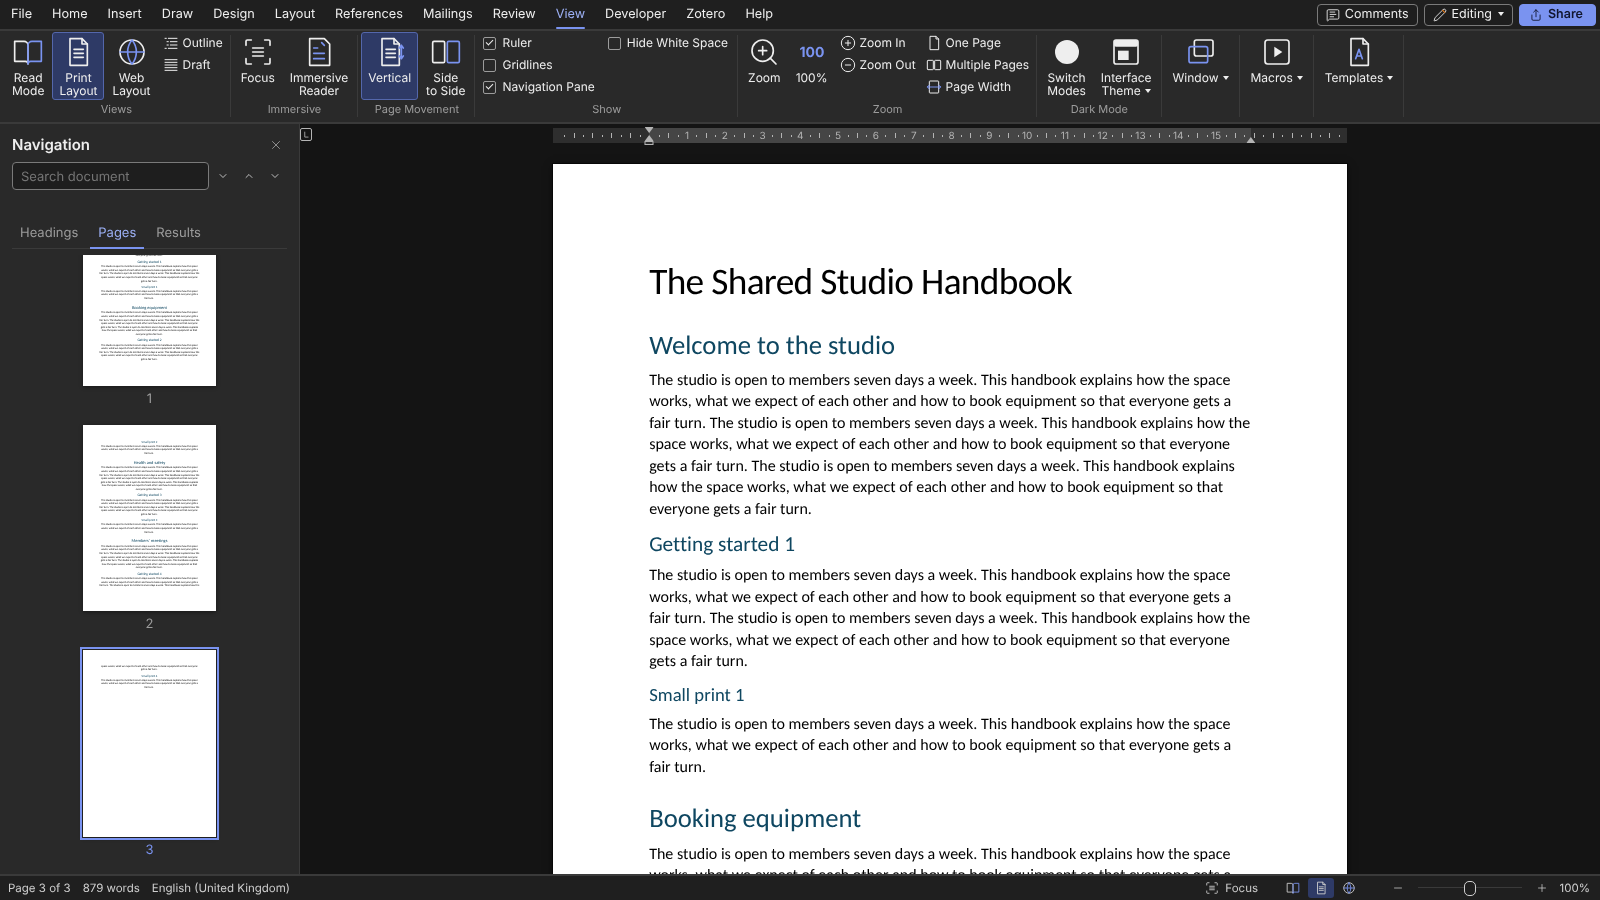 File Home Insert Draw Design Layout References Mailings Review View Developer Zotero Help
Comments Editing Share
Read Mode
Print Layout
Web Layout
Outline
Draft
Views
Focus
Immersive Reader
Immersive
Vertical
Side to Side
Page Movement
Ruler
Gridlines
Navigation Pane
Hide White Space
Show
Zoom
100
100%
Zoom In
Zoom Out
One Page
Multiple Pages
Page Width
Zoom
Switch Modes
Interface Theme
Dark Mode
Window
Macros
Templates
Navigation
Search document
Headings Pages Results
1
2
3
L
1 2 3 4 5 6 7 8 9 10 11 12 13 14 15
The Shared Studio Handbook
Welcome to the studio
The studio is open to members seven days a week. This handbook explains how the space
works, what we expect of each other and how to book equipment so that everyone gets a
fair turn. The studio is open to members seven days a week. This handbook explains how the
space works, what we expect of each other and how to book equipment so that everyone
gets a fair turn. The studio is open to members seven days a week. This handbook explains
how the space works, what we expect of each other and how to book equipment so that
everyone gets a fair turn.
Getting started 1
The studio is open to members seven days a week. This handbook explains how the space
works, what we expect of each other and how to book equipment so that everyone gets a
fair turn. The studio is open to members seven days a week. This handbook explains how the
space works, what we expect of each other and how to book equipment so that everyone
gets a fair turn.
Small print 1
The studio is open to members seven days a week. This handbook explains how the space
works, what we expect of each other and how to book equipment so that everyone gets a
fair turn.
Booking equipment
The studio is open to members seven days a week. This handbook explains how the space
Page 3 of 3 879 words English (United Kingdom)
Focus
100%